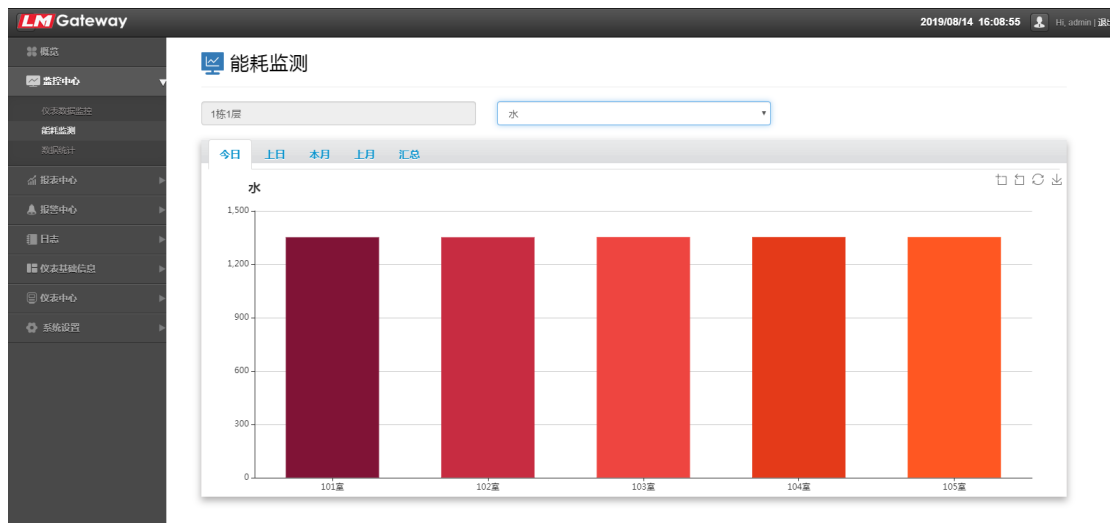 LM Gateway
2019/08/14 16:08:55
Hi, admin | 退出
概览
监控中心
仪表数据监控
能耗监测
数据统计
报表中心
报警中心
日志
仪表基础信息
仪表中心
系统设置
能耗监测
1栋1层
水
今日 上日 本月 上月 汇总
水
1,500
1,200
900
600
300
0
101室 102室 103室 104室 105室